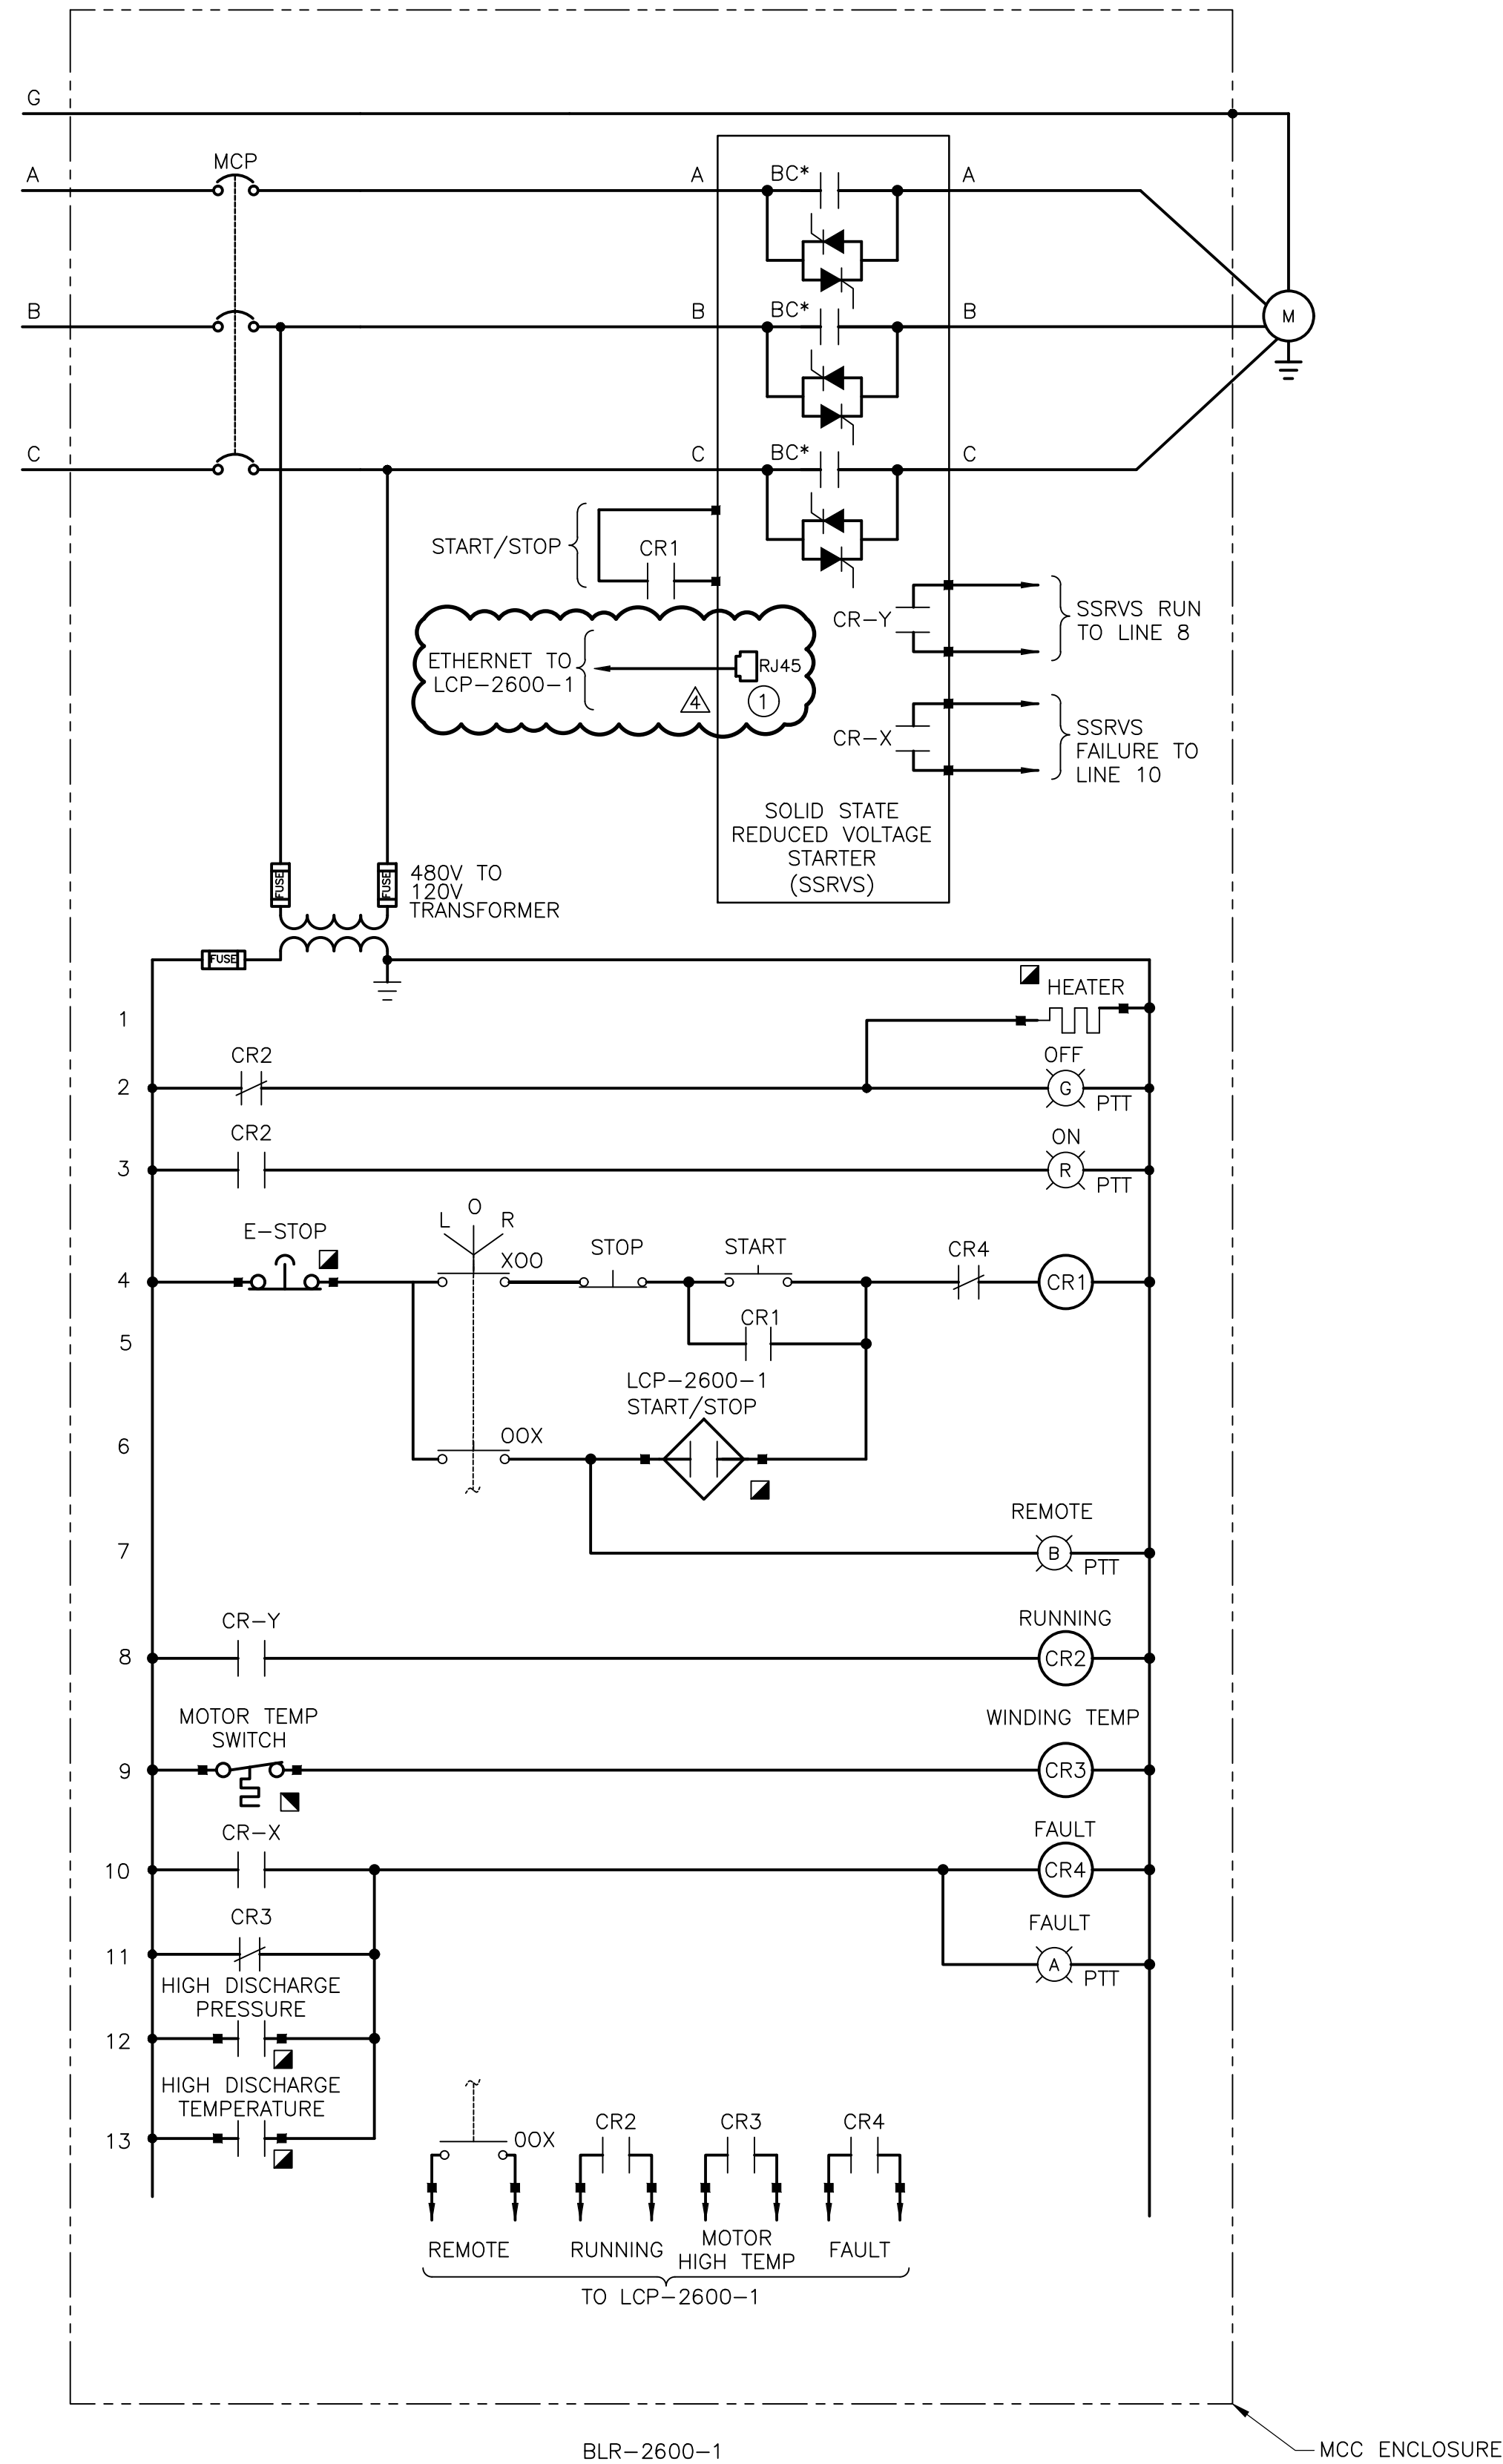 G
MCP
A
A
BC*
A
B
B
BC*
B
M
C
C
BC*
C
START/STOP
CR1
CR-Y
SSRVS RUN
TO LINE 8
ETHERNET TO
LCP-2600-1
RJ45
4
1
CR-X
SSRVS
FAILURE TO
LINE 10
SOLID STATE
REDUCED VOLTAGE
STARTER
(SSRVS)
FUSE
FUSE
480V TO
120V
TRANSFORMER
FUSE
1
HEATER
CR2
OFF
2
G
PTT
CR2
ON
3
R
PTT
E-STOP
L
O
R
XOO
STOP
START
CR4
4
CR1
CR1
5
LCP-2600-1
START/STOP
6
OOX
REMOTE
7
B
PTT
CR-Y
RUNNING
8
CR2
MOTOR TEMP
SWITCH
WINDING TEMP
9
CR3
CR-X
FAULT
10
CR4
CR3
FAULT
11
A
PTT
HIGH DISCHARGE
PRESSURE
12
HIGH DISCHARGE
TEMPERATURE
13
OOX
CR2
CR3
CR4
REMOTE
RUNNING
MOTOR
HIGH TEMP
FAULT
TO LCP-2600-1
BLR-2600-1
MCC ENCLOSURE